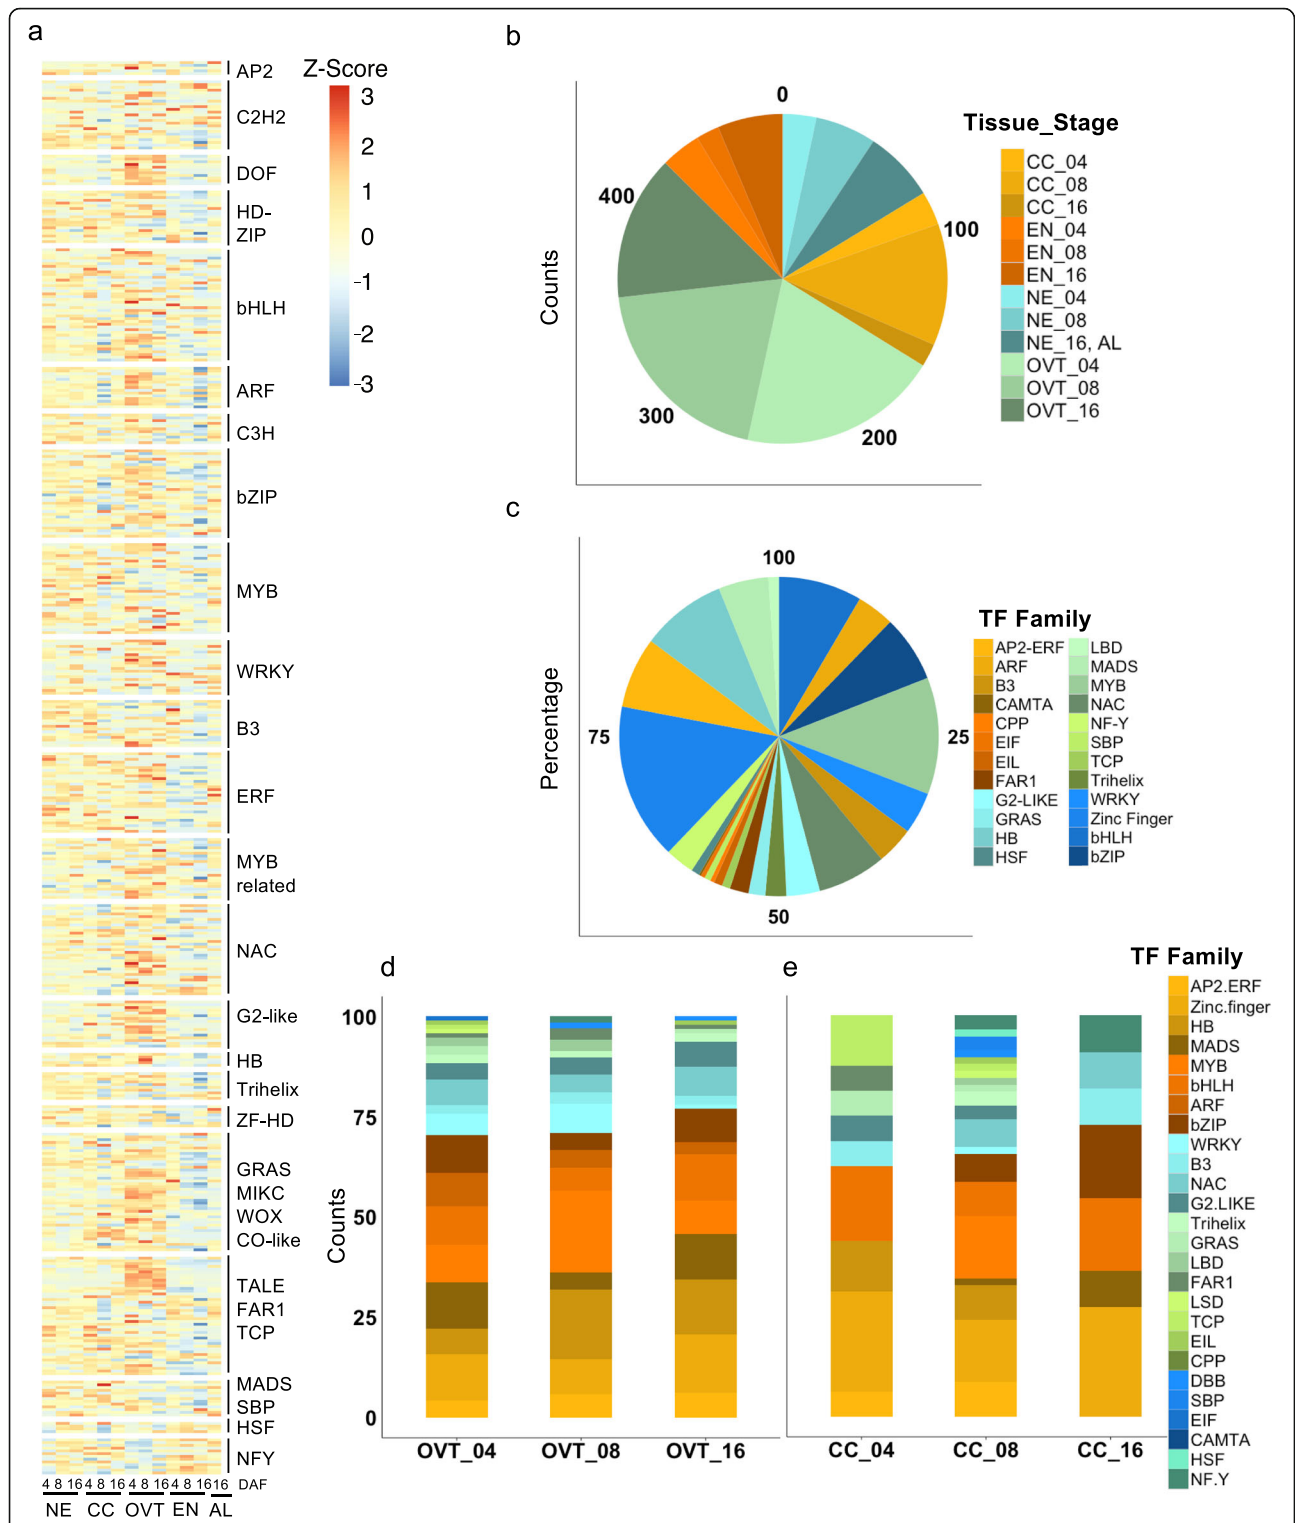 a
AP2
C2H2
DOF
HD-
ZIP
bHLH
ARF
C3H
bZIP
MYB
WRKY
B3
ERF
MYB
related
NAC
G2-like
HB
Trihelix
ZF-HD
GRAS
MIKC
WOX
CO-like
TALE
FAR1
TCP
MADS
SBP
HSF
NFY
4 8 16 4 8 16 4 8 16 4 8 16 16 DAF
NE CC OVT EN AL
Z-Score
3
2
1
0
-1
-2
-3
b
Counts
0
100
200
300
400
Tissue_Stage
CC_04
CC_08
CC_16
EN_04
EN_08
EN_16
NE_04
NE_08
NE_16, AL
OVT_04
OVT_08
OVT_16
c
Percentage
100
25
50
75
TF Family
AP2-ERF
ARF
B3
CAMTA
CPP
EIF
EIL
FAR1
G2-LIKE
GRAS
HB
HSF
LBD
MADS
MYB
NAC
NF-Y
SBP
TCP
Trihelix
WRKY
Zinc Finger
bHLH
bZIP
d
Counts
100
75
50
25
0
OVT_04 OVT_08 OVT_16
e
CC_04 CC_08 CC_16
TF Family
AP2.ERF
Zinc.finger
HB
MADS
MYB
bHLH
ARF
bZIP
WRKY
B3
NAC
G2.LIKE
Trihelix
GRAS
LBD
FAR1
LSD
TCP
EIL
CPP
DBB
SBP
EIF
CAMTA
HSF
NF.Y